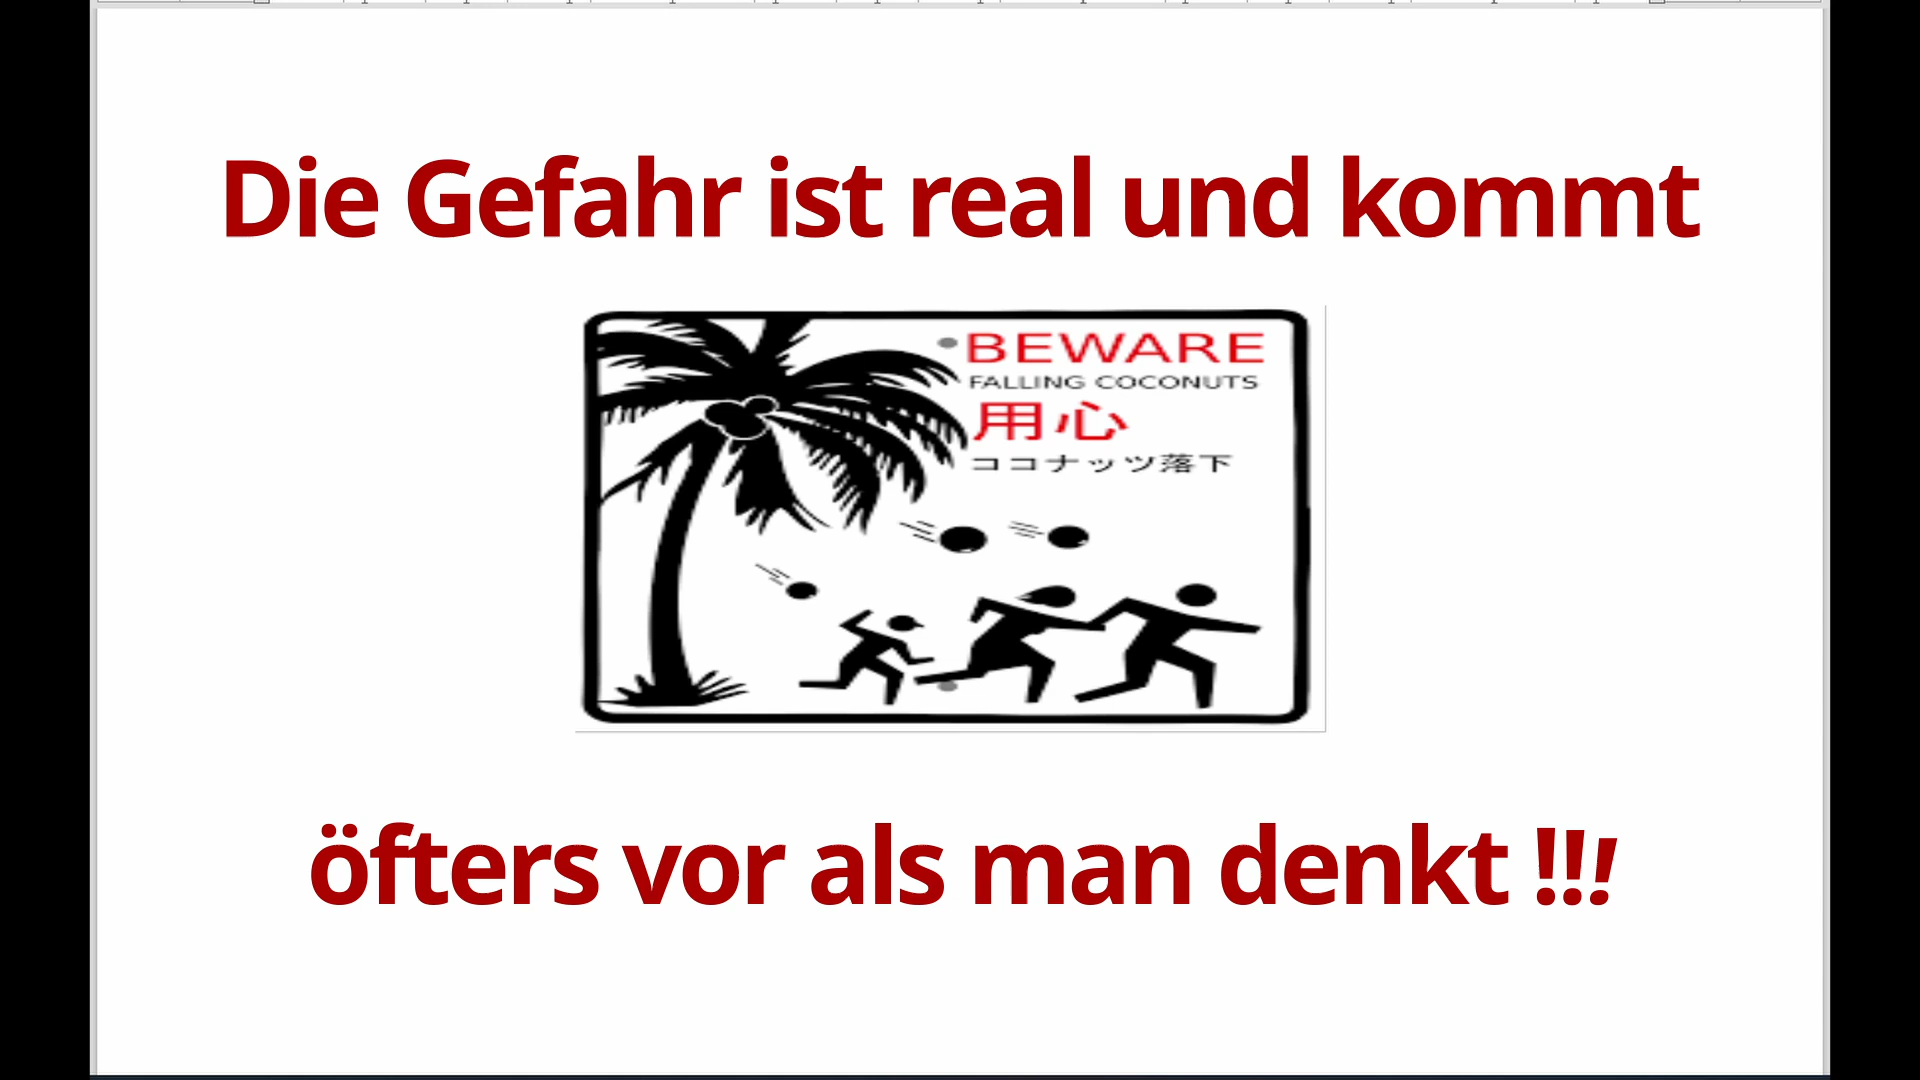 Die Gefahr ist real und kommt
BEWARE
FALLING COCONUTS
用心
ココナッツ落下
öfters vor als man denkt !!!